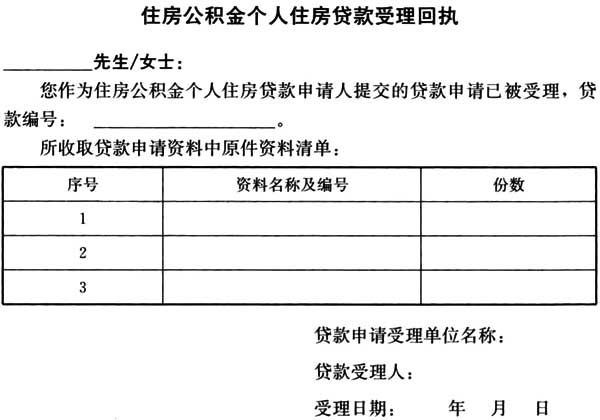 住房公积金个人住房贷款受理回执
__________先生/女士：
您作为住房公积金个人住房贷款申请人提交的贷款申请已被受理，贷
款编号： ____________________。
所收取贷款申请资料中原件资料清单：
序号 资料名称及编号 份数
1
2
3
贷款申请受理单位名称：
贷款受理人：
受理日期： 年 月 日